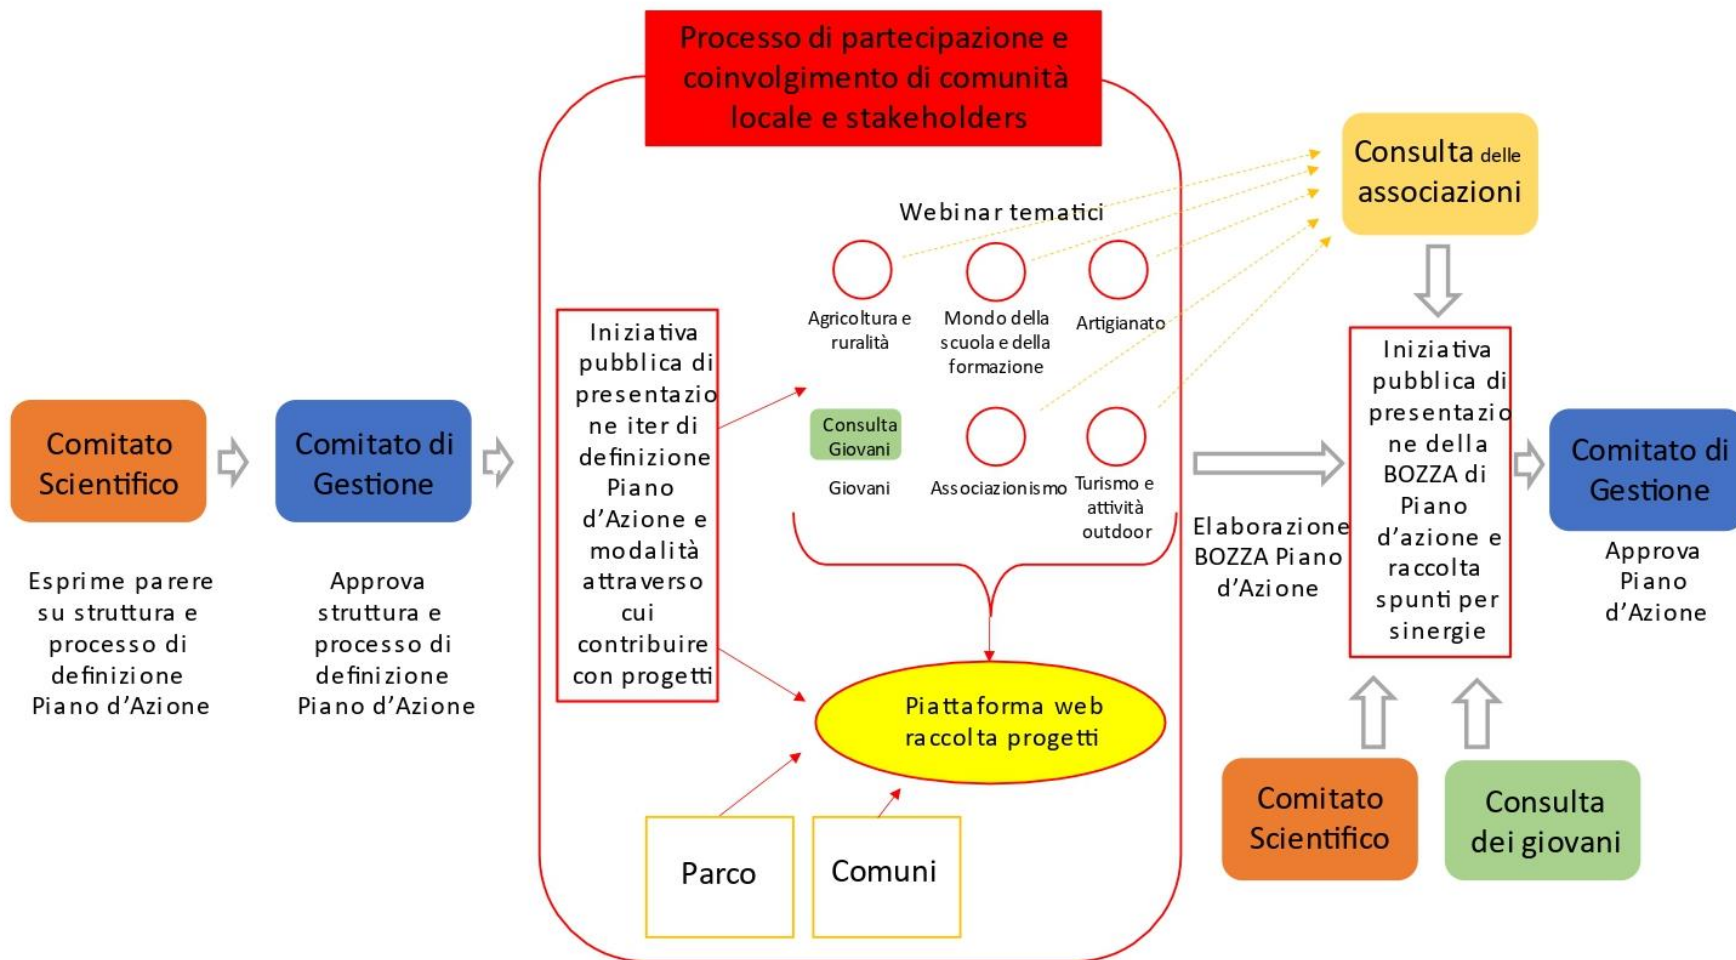 Processo di partecipazione e
coinvolgimento di comunità
locale e stakeholders
Comitato
Scientifico
Esprime parere
su struttura e
processo di
definizione
Piano d’Azione
Comitato di
Gestione
Approva
struttura e
processo di
definizione
Piano d’Azione
Iniziativa
pubblica di
presentazio
ne iter di
definizione
Piano
d’Azione e
modalità
attraverso
cui
contribuire
con progetti
Webinar tematici
Agricoltura e
ruralità
Mondo della
scuola e della
formazione
Artigianato
Consulta
Giovani
Giovani
Associazionismo
Turismo e
attività
outdoor
Piattaforma web
raccolta progetti
Parco
Comuni
Elaborazione
BOZZA Piano
d’Azione
Consulta delle
associazioni
Iniziativa
pubblica di
presentazio
ne della
BOZZA di
Piano
d’azione e
raccolta
spunti per
sinergie
Comitato
Scientifico
Consulta
dei giovani
Comitato di
Gestione
Approva
Piano
d’Azione